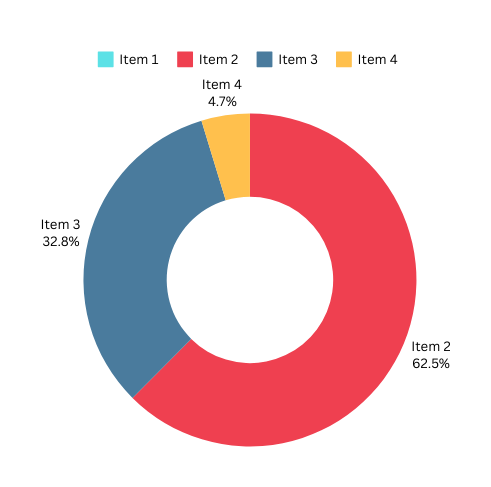 Item 1 Item 2 Item 3 Item 4
Item 4
4.7%
Item 3
32.8%
Item 2
62.5%